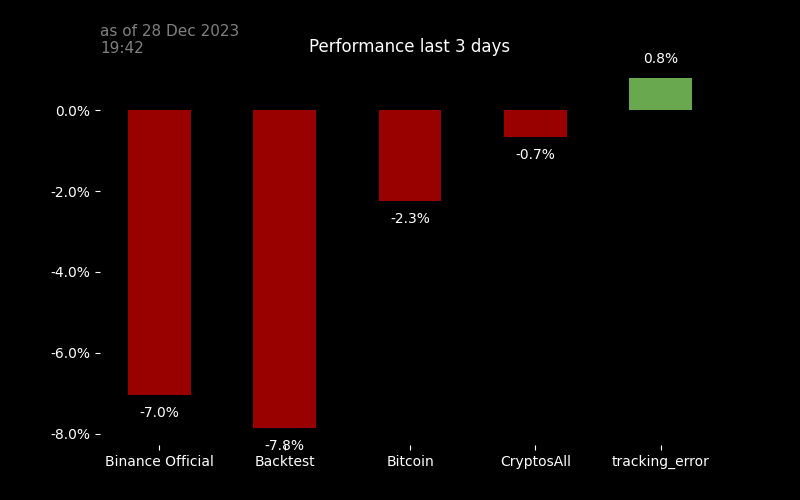 as of 28 Dec 2023
19:42
Performance last 3 days
0.8%
0.0%
-0.7%
-2.0%
-2.3%
-4.0%
-6.0%
-7.0%
-8.0%
-7.8%
Binance Official
Backtest
Bitcoin
CryptosAll
tracking_error